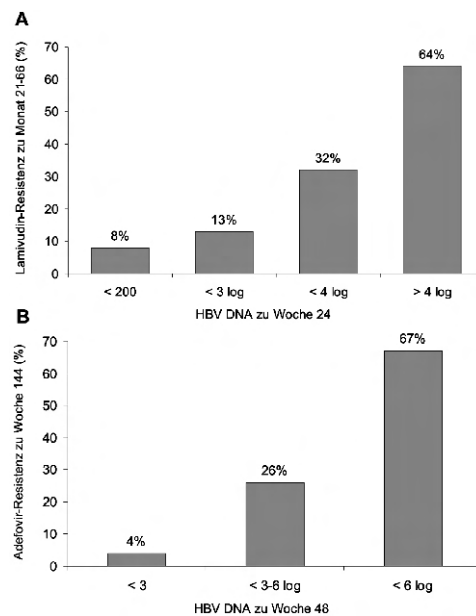 A
Lamivudin-Resistenz zu Monat 21-66 (%)
70
60
50
40
30
20
10
0
8%
13%
32%
64%
< 200
< 3 log
< 4 log
> 4 log
HBV DNA zu Woche 24
B
Adefovir-Resistenz zu Woche 144 (%)
70
60
50
40
30
20
10
0
4%
26%
67%
< 3
< 3-6 log
< 6 log
HBV DNA zu Woche 48